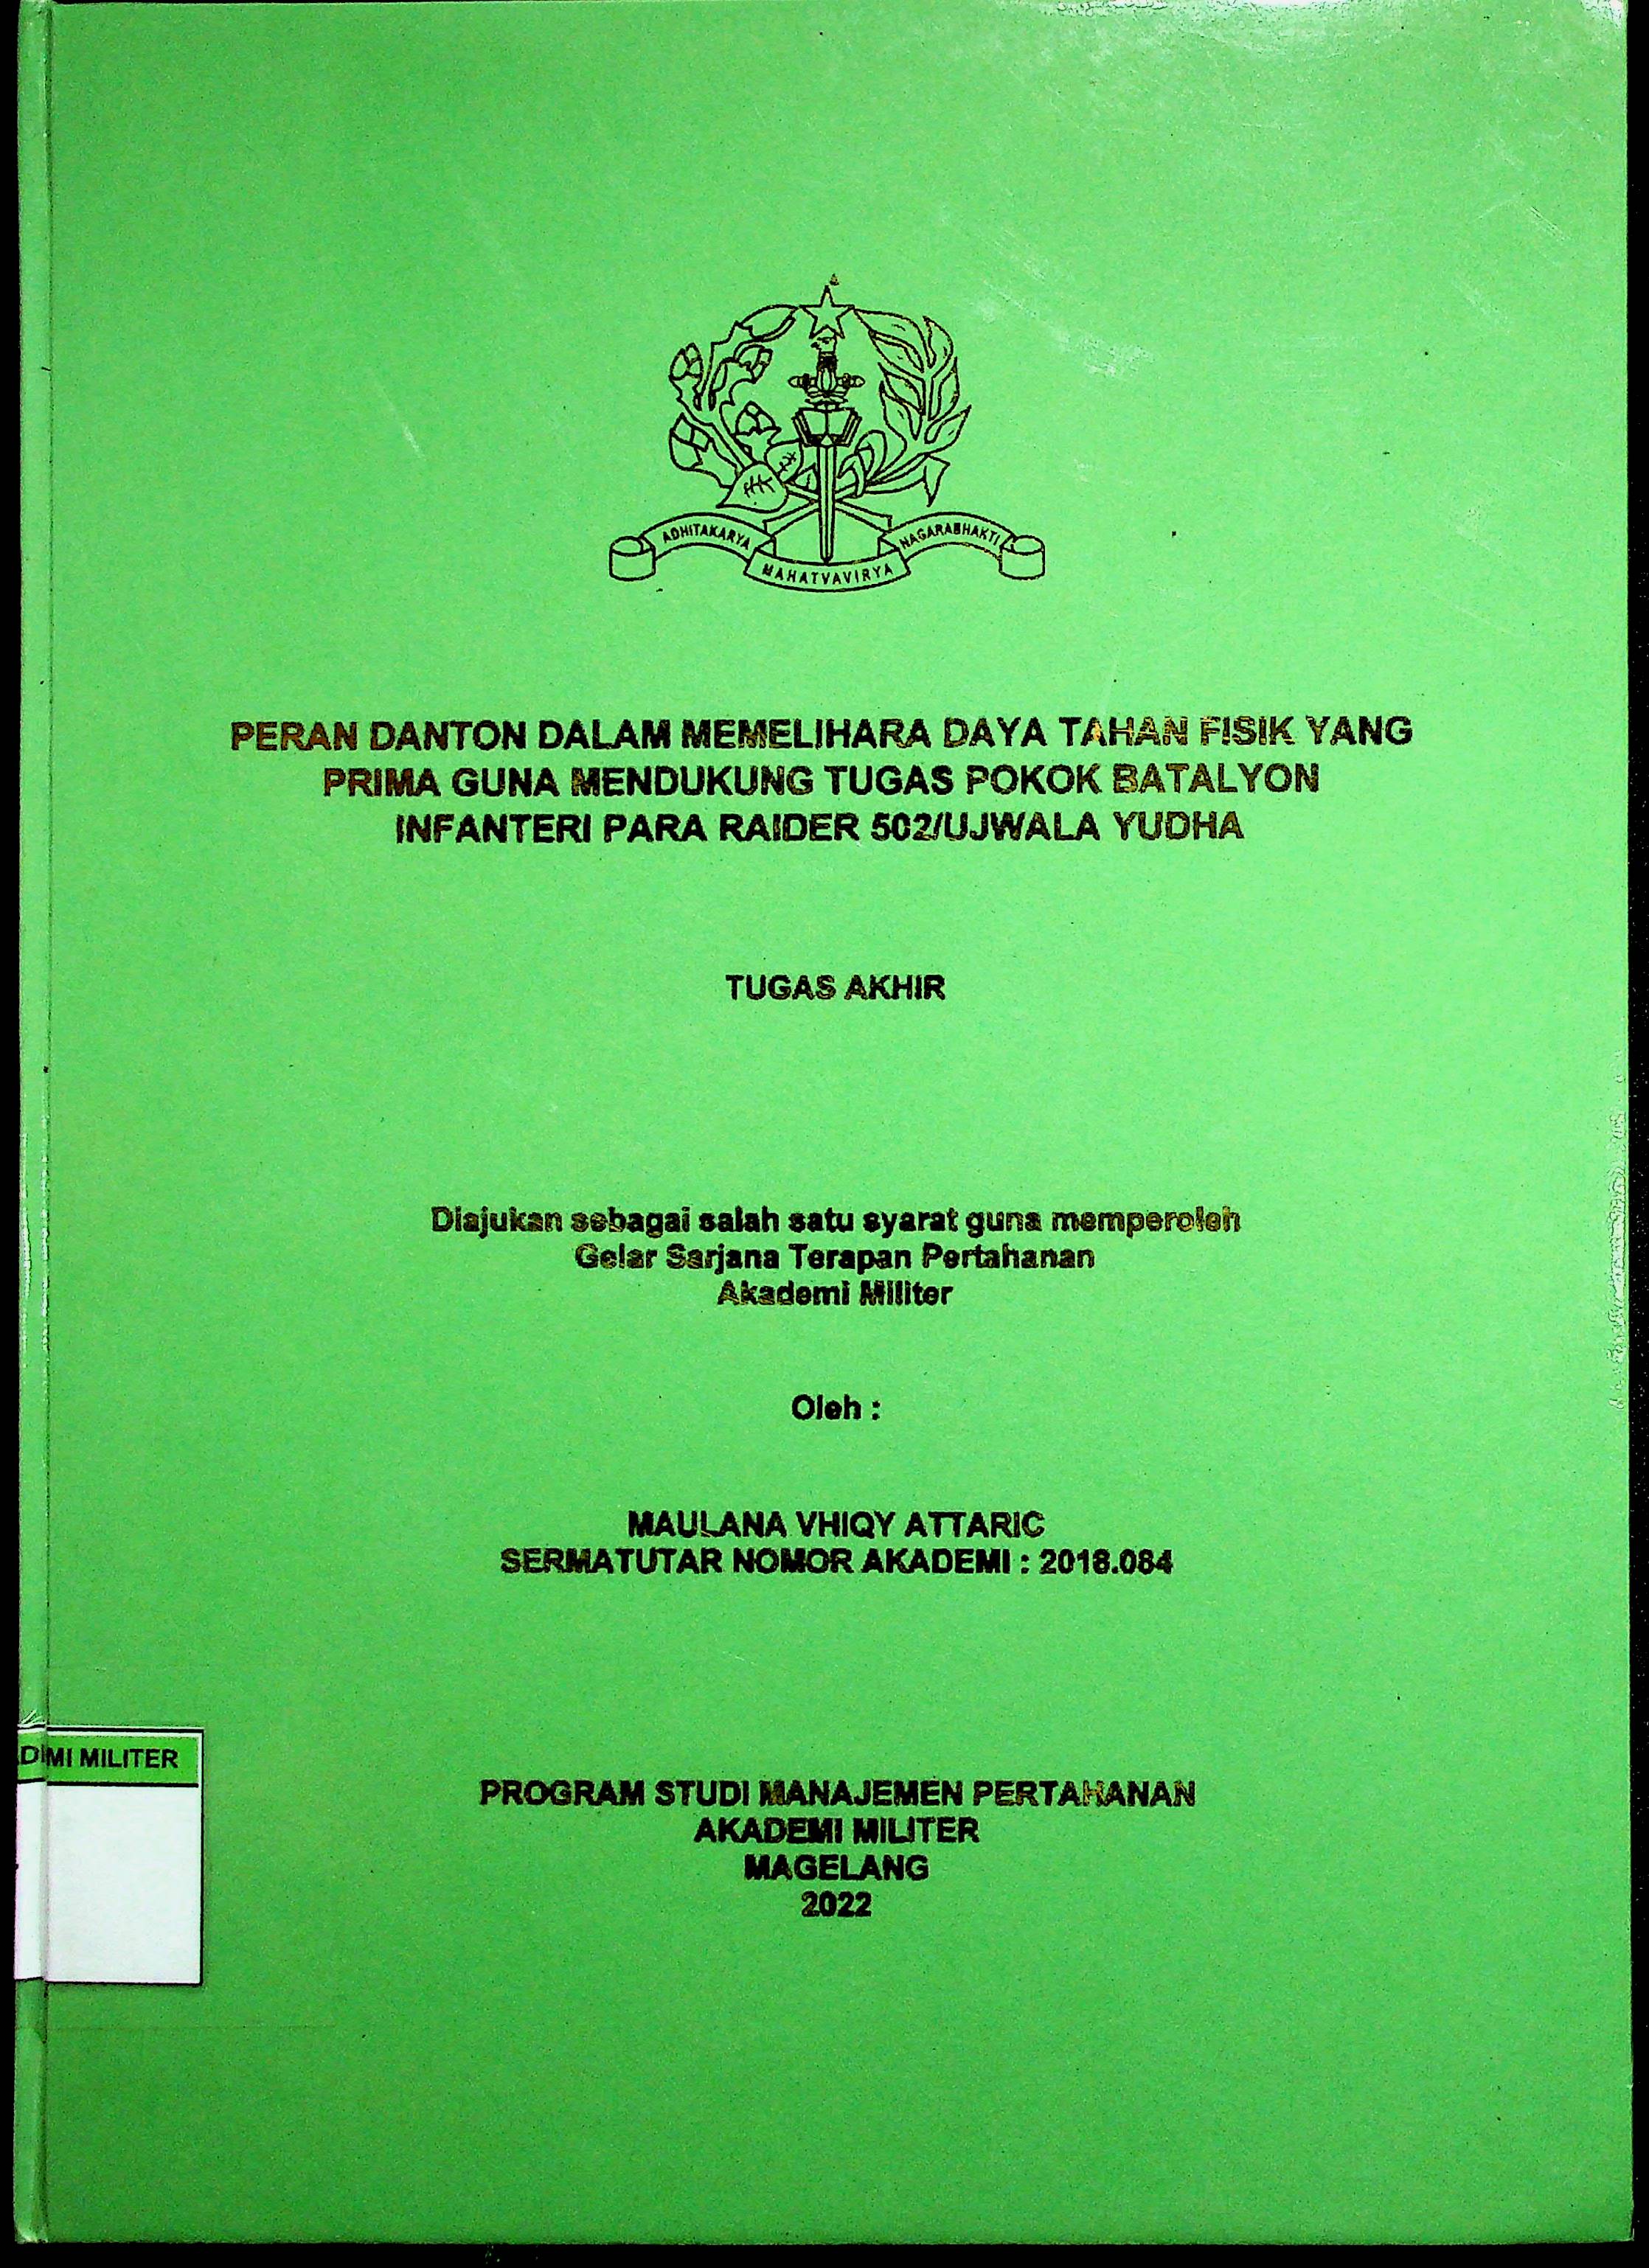 ADHITAKARYA
MAHATVAVIRYA
NAGARABHAKTI
PERAN DANTON DALAM MEMELIHARA DAYA TAHAN FISIK YANG
PRIMA GUNA MENDUKUNG TUGAS POKOK BATALYON
INFANTERI PARA RAIDER 502/UJWALA YUDHA
TUGAS AKHIR
Diajukan sebagai salah satu syarat guna memperoleh
Gelar Sarjana Terapan Pertahanan
Akademi Militer
Oleh :
MAULANA VHIQY ATTARIC
SERMATUTAR NOMOR AKADEMI : 2018.084
MILITER
PROGRAM STUDI MANAJEMEN PERTAHANAN
AKADEMI MILITER
MAGELANG
2022